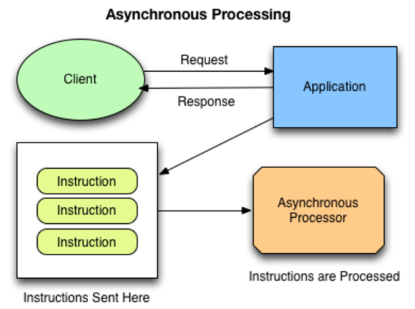 Asynchronous Processing
Client
Request
Response
Application
Instruction
Instruction
Instruction
Asynchronous
Processor
Instructions Sent Here
Instructions are Processed